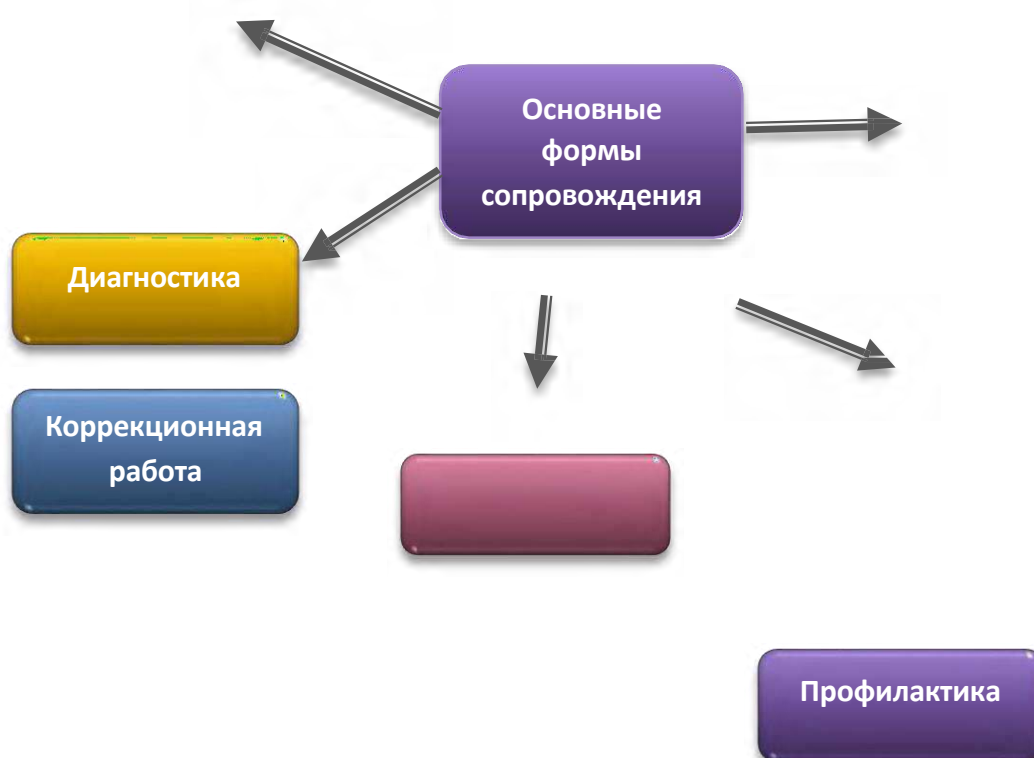 Основные
формы
сопровождения
Диагностика
Коррекционная
работа
Профилактика